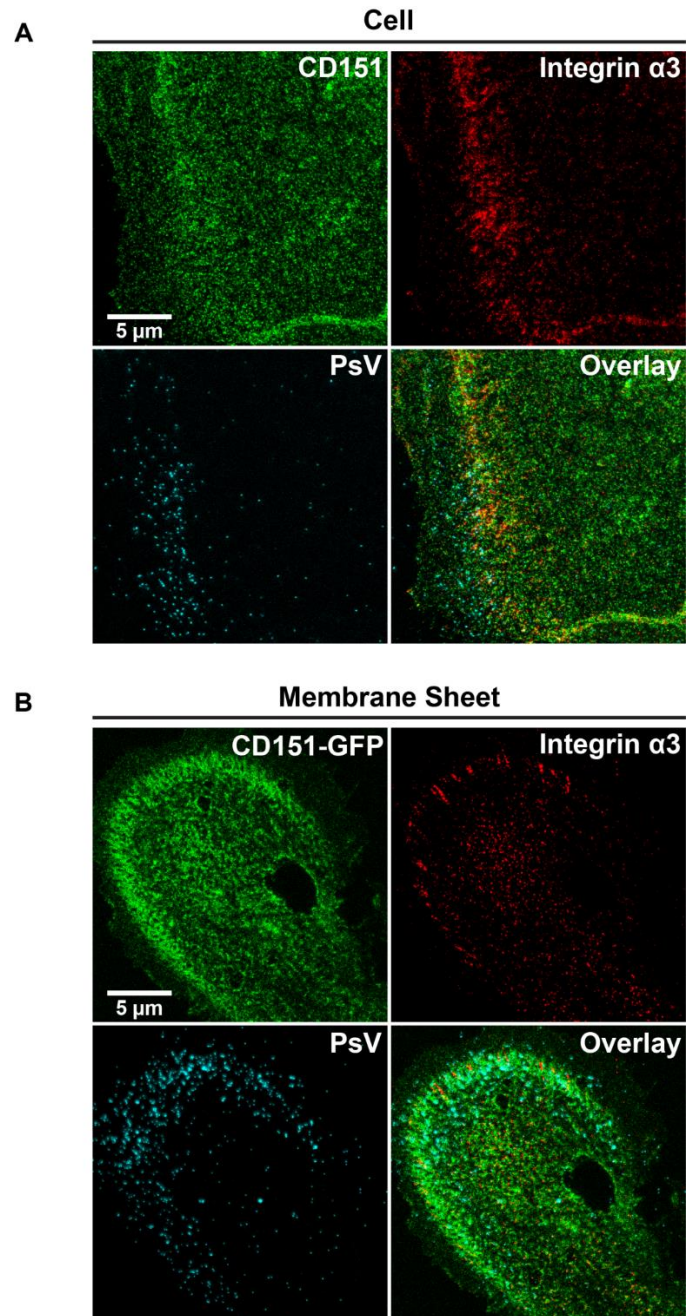 A
Cell
CD151
Integrin α3
5 μm
PsV
Overlay
B
Membrane Sheet
CD151-GFP
Integrin α3
5 μm
PsV
Overlay